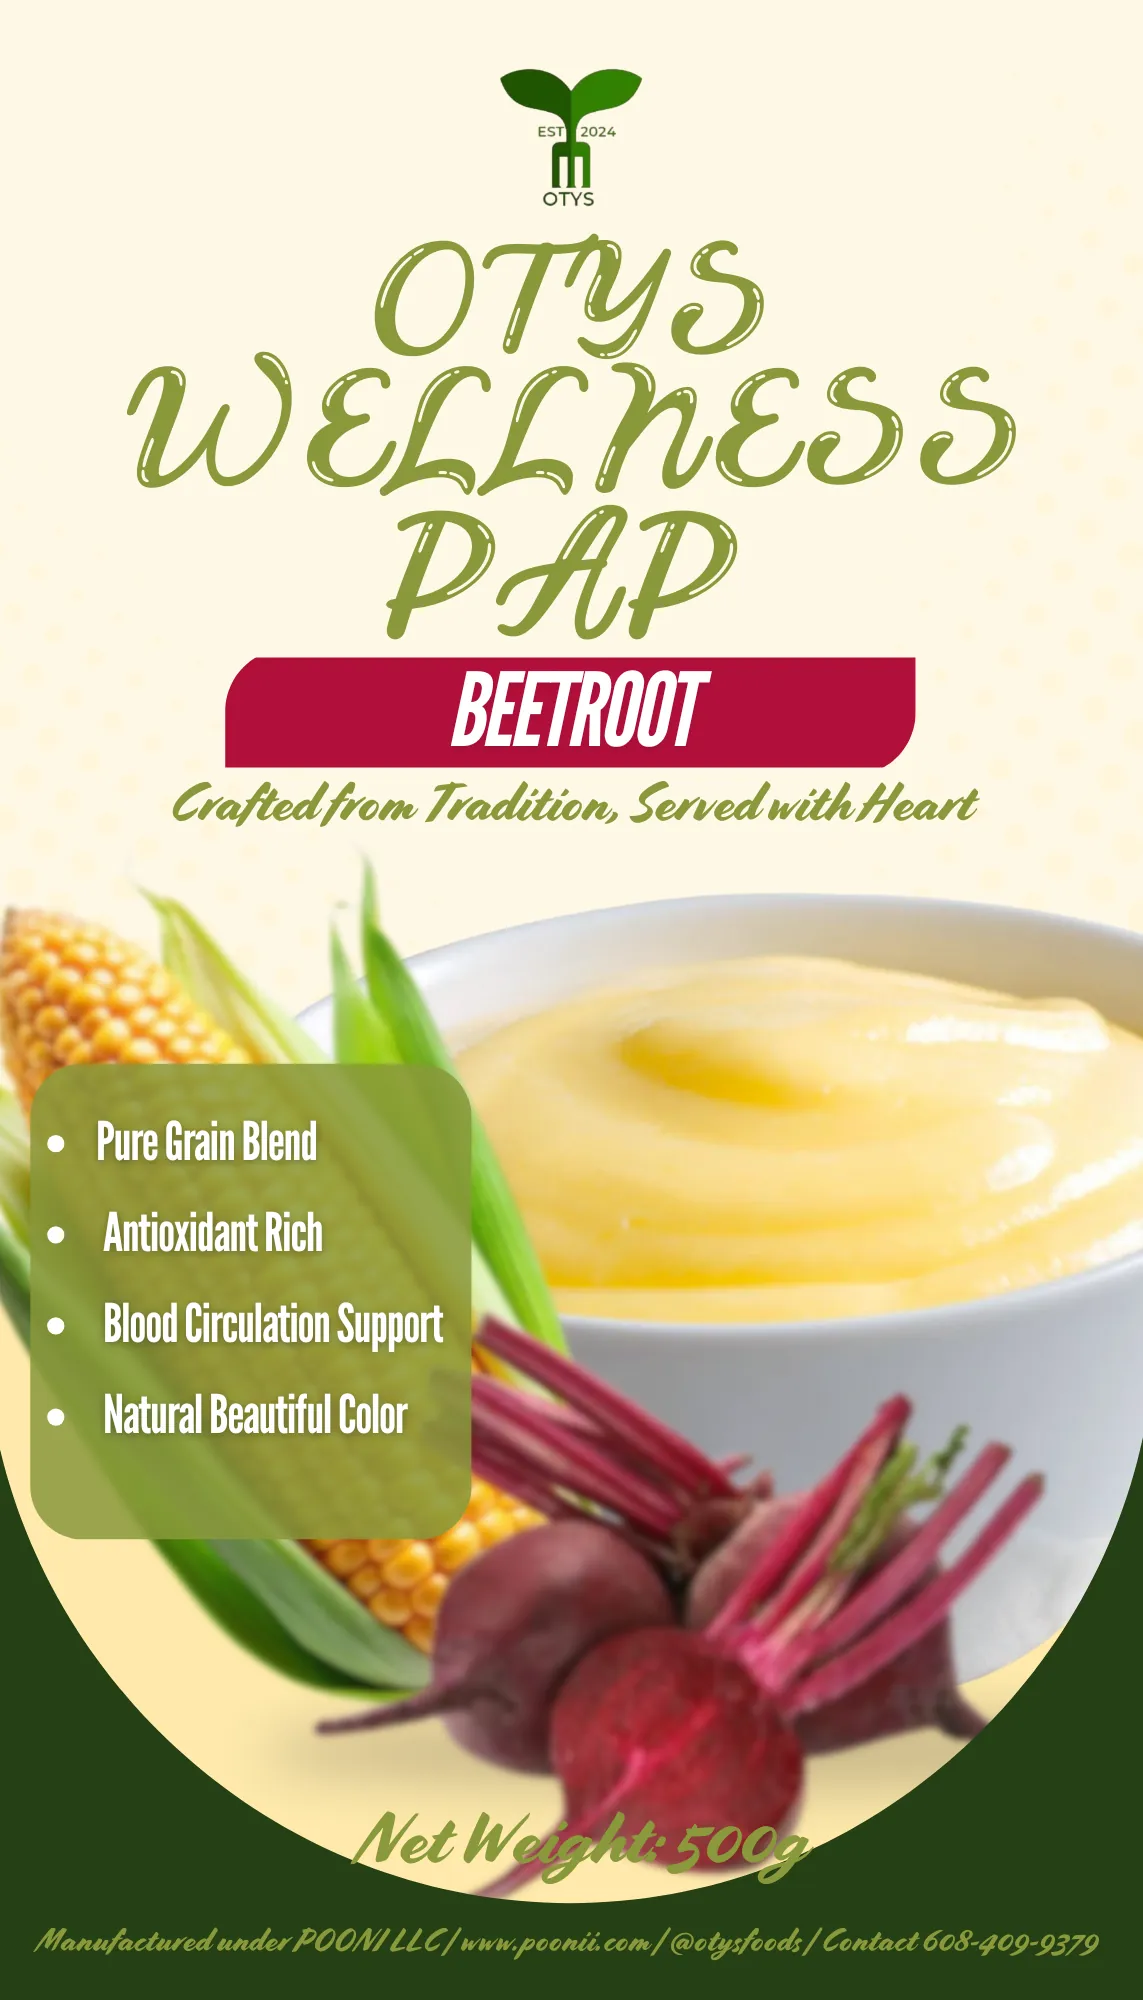 EST 2024
OTYS
OTYS
WELLNESS
PAP
BEETROOT
Crafted from Tradition, Served with Heart
• Pure Grain Blend
• Antioxidant Rich
• Blood Circulation Support
• Natural Beautiful Color
Net Weight: 500g
Manufactured under POONI LLC / www.poonii.com / @otysfoods / Contact 608-409-9379